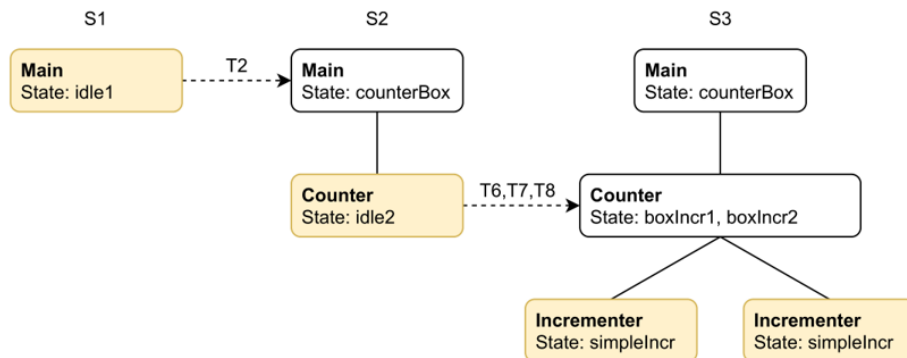 S1
S2
S3
Main
State: idle1
T2
Main
State: counterBox
Main
State: counterBox
Counter
State: idle2
T6,T7,T8
Counter
State: boxIncr1, boxIncr2
Incrementer
State: simpleIncr
Incrementer
State: simpleIncr